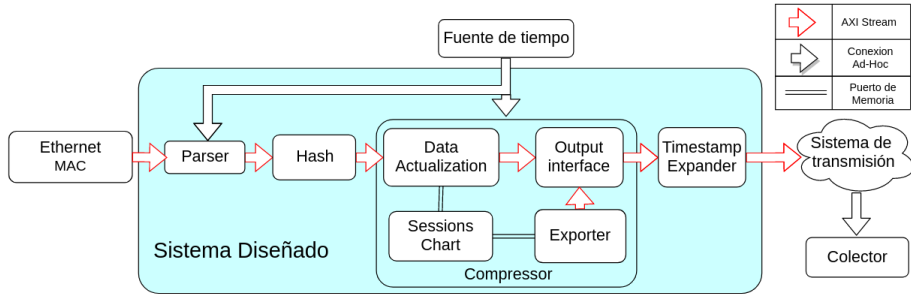 Fuente de tiempo
AXI Stream
Conexion
Ad-Hoc
Puerto de
Memoria
Ethernet
MAC
Parser
Hash
Data
Actualization
Output
interface
Timestamp
Expander
Sistema de
transmisión
Sessions
Chart
Exporter
Sistema Diseñado
Compressor
Colector